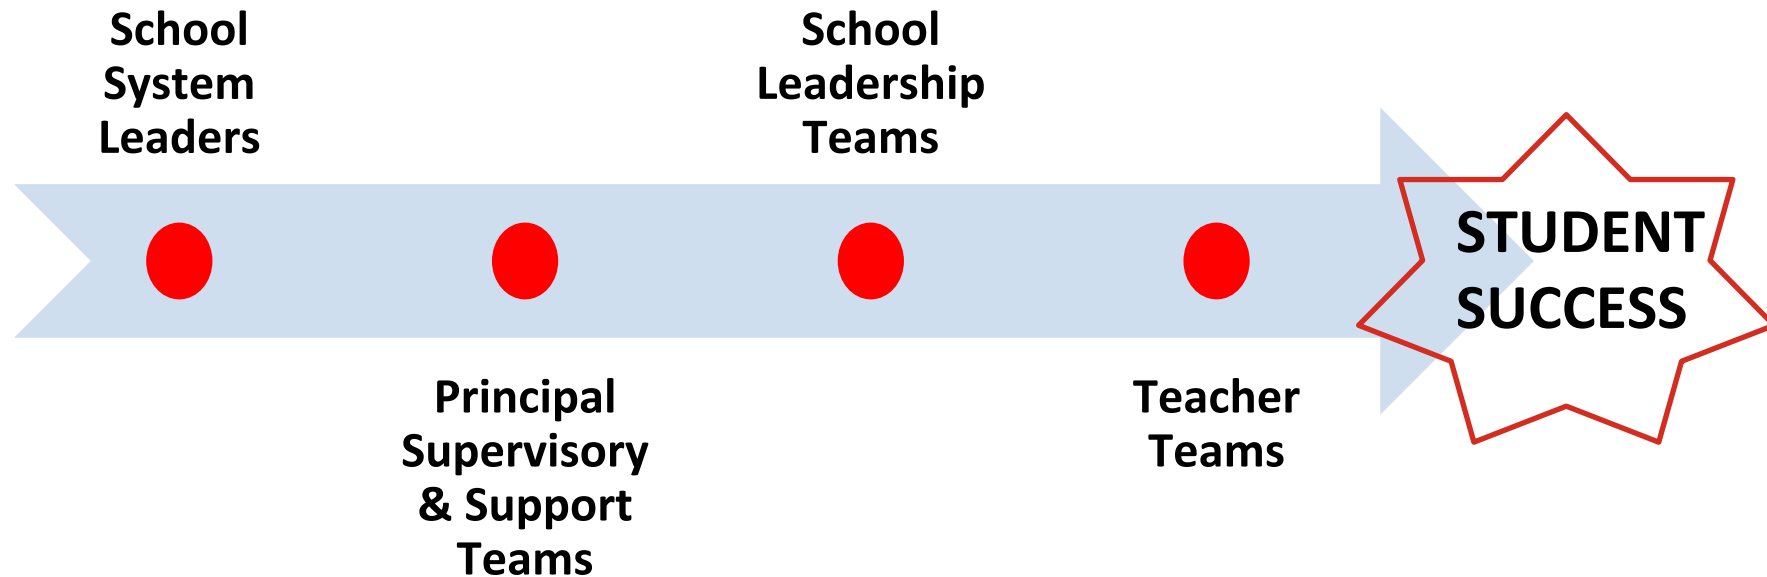 School
System
Leaders
School
Leadership
Teams
STUDENT
SUCCESS
Principal
Supervisory
& Support
Teams
Teacher
Teams